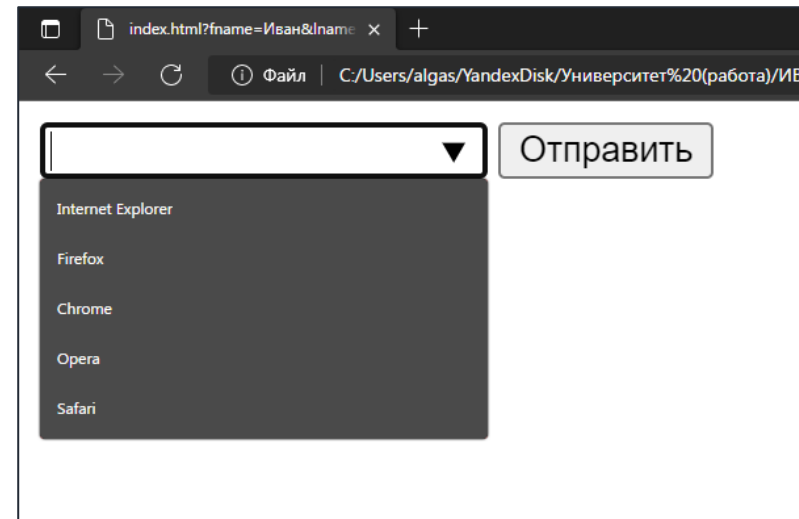 index.html?fname=Иван&lname
Файл C:/Users/algas/YandexDisk/Университет%20(работа)/ИВ
Отправить
Internet Explorer
Firefox
Chrome
Opera
Safari